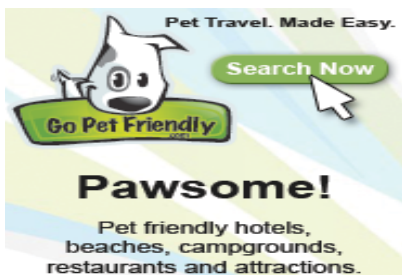 Pet Travel. Made Easy.
Search Now
Go Pet Friendly
.com
Pawsome!
Pet friendly hotels,
beaches, campgrounds,
restaurants and attractions.